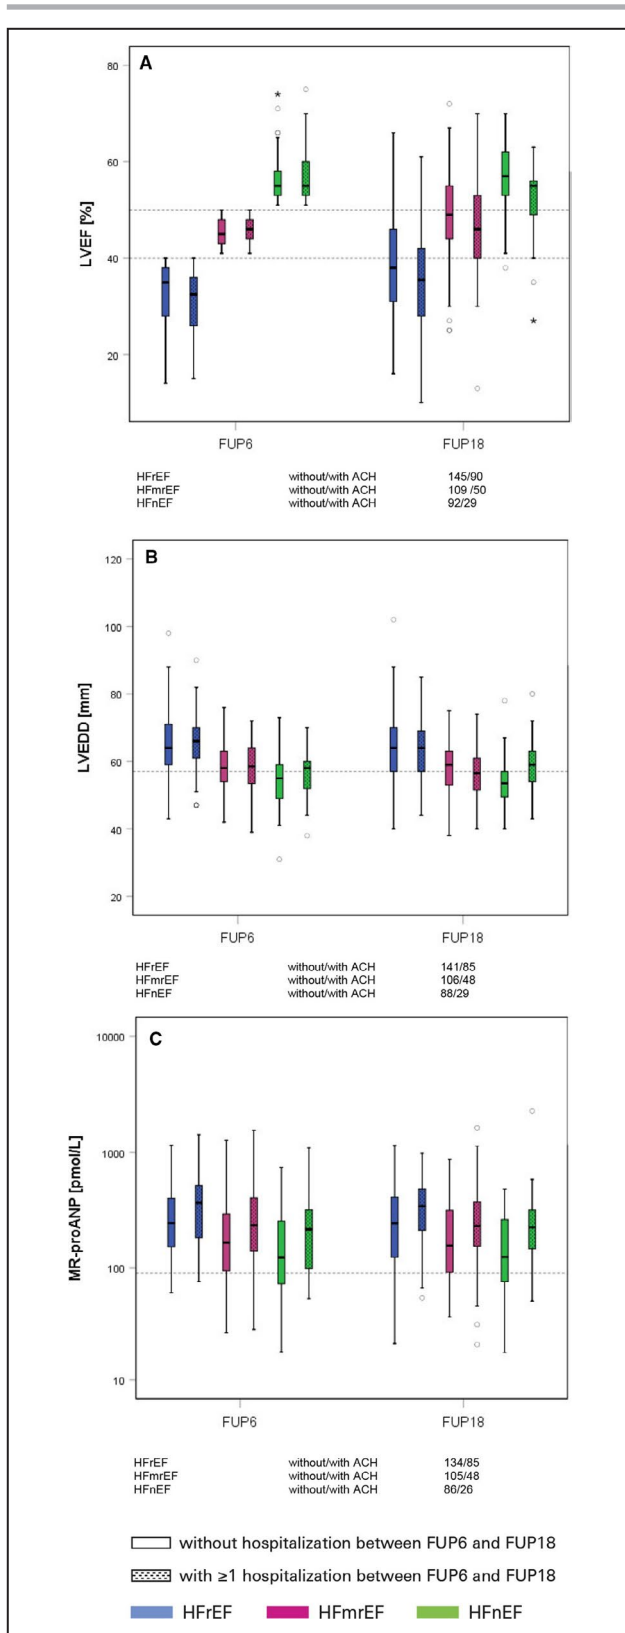 A
80
60
40
20
LVEF [%]
FUP6 FUP18
HFrEF without/with ACH 145/90
HFmrEF without/with ACH 109 /50
HFnEF without/with ACH 92/29
B
120
100
80
60
40
20
LVEDD [mm]
FUP6 FUP18
HFrEF without/with ACH 141/85
HFmrEF without/with ACH 106/48
HFnEF without/with ACH 88/29
C
10000
1000
100
10
MR-proANP [pmol/L]
FUP6 FUP18
HFrEF without/with ACH 134/85
HFmrEF without/with ACH 105/48
HFnEF without/with ACH 86/26
without hospitalization between FUP6 and FUP18
with ≥1 hospitalization between FUP6 and FUP18
HFrEF HFmrEF HFnEF